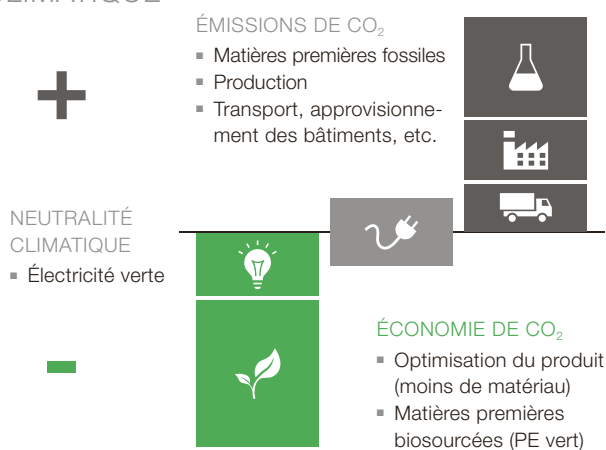 CLIMATIQUE
ÉMISSIONS DE CO₂
▪ Matières premières fossiles
▪ Production
▪ Transport, approvisionne-
ment des bâtiments, etc.
NEUTRALITÉ
CLIMATIQUE
▪ Électricité verte
ÉCONOMIE DE CO₂
▪ Optimisation du produit
(moins de matériau)
▪ Matières premières
biosourcées (PE vert)